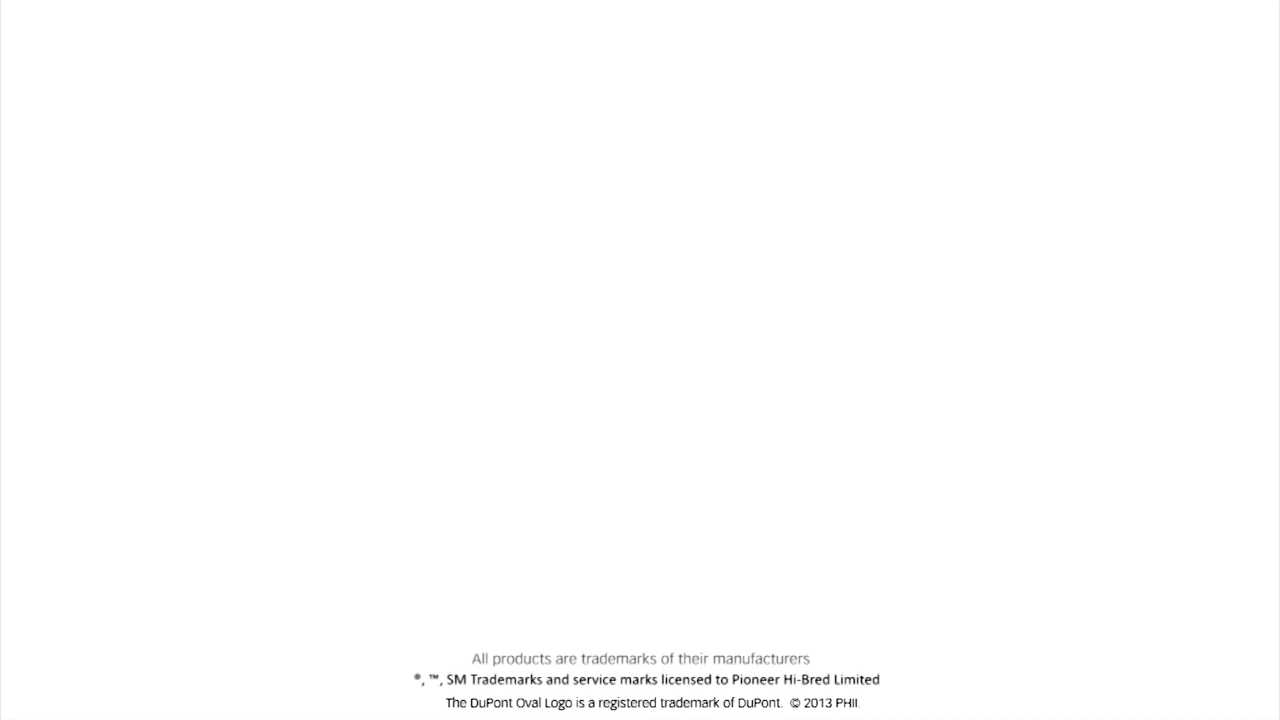 All products are trademarks of their manufacturers
®, ™, SM Trademarks and service marks licensed to Pioneer Hi-Bred Limited
The DuPont Oval Logo is a registered trademark of DuPont. © 2013 PHII.